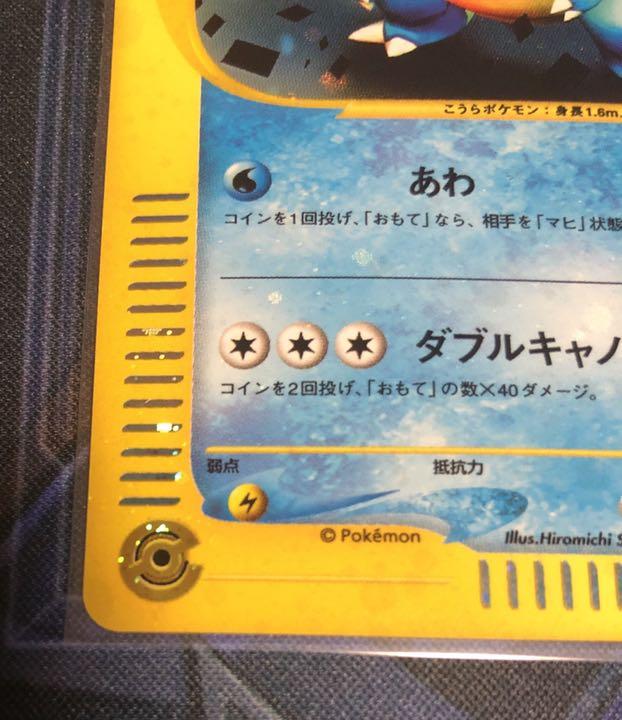 こうらポケモン：身長1.6m
あわ
コインを1回投げ、「おもて」なら、相手を「マヒ」状態
ダブルキャノ
コインを2回投げ、「おもて」の数×40ダメージ。
弱点 抵抗力
© Pokémon Illus.Hiromichi S